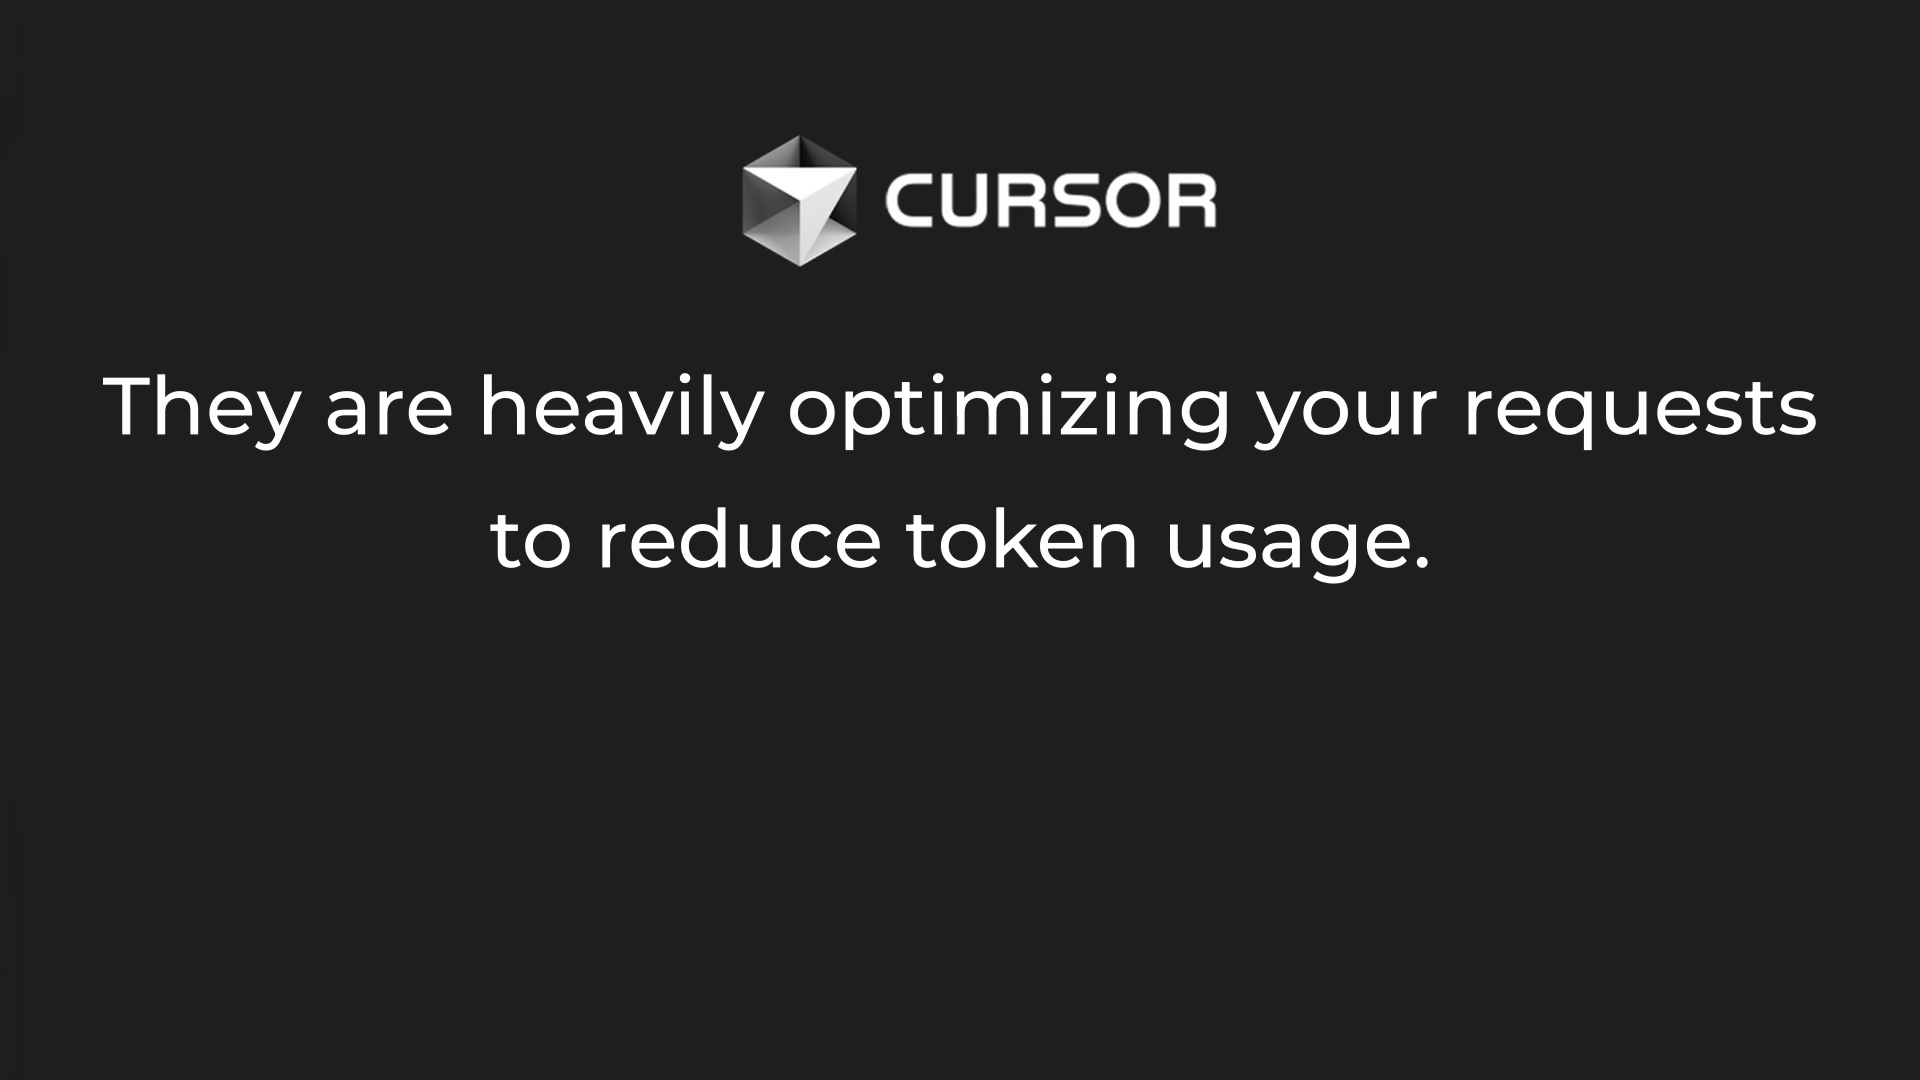 CURSOR
They are heavily optimizing your requests
to reduce token usage.